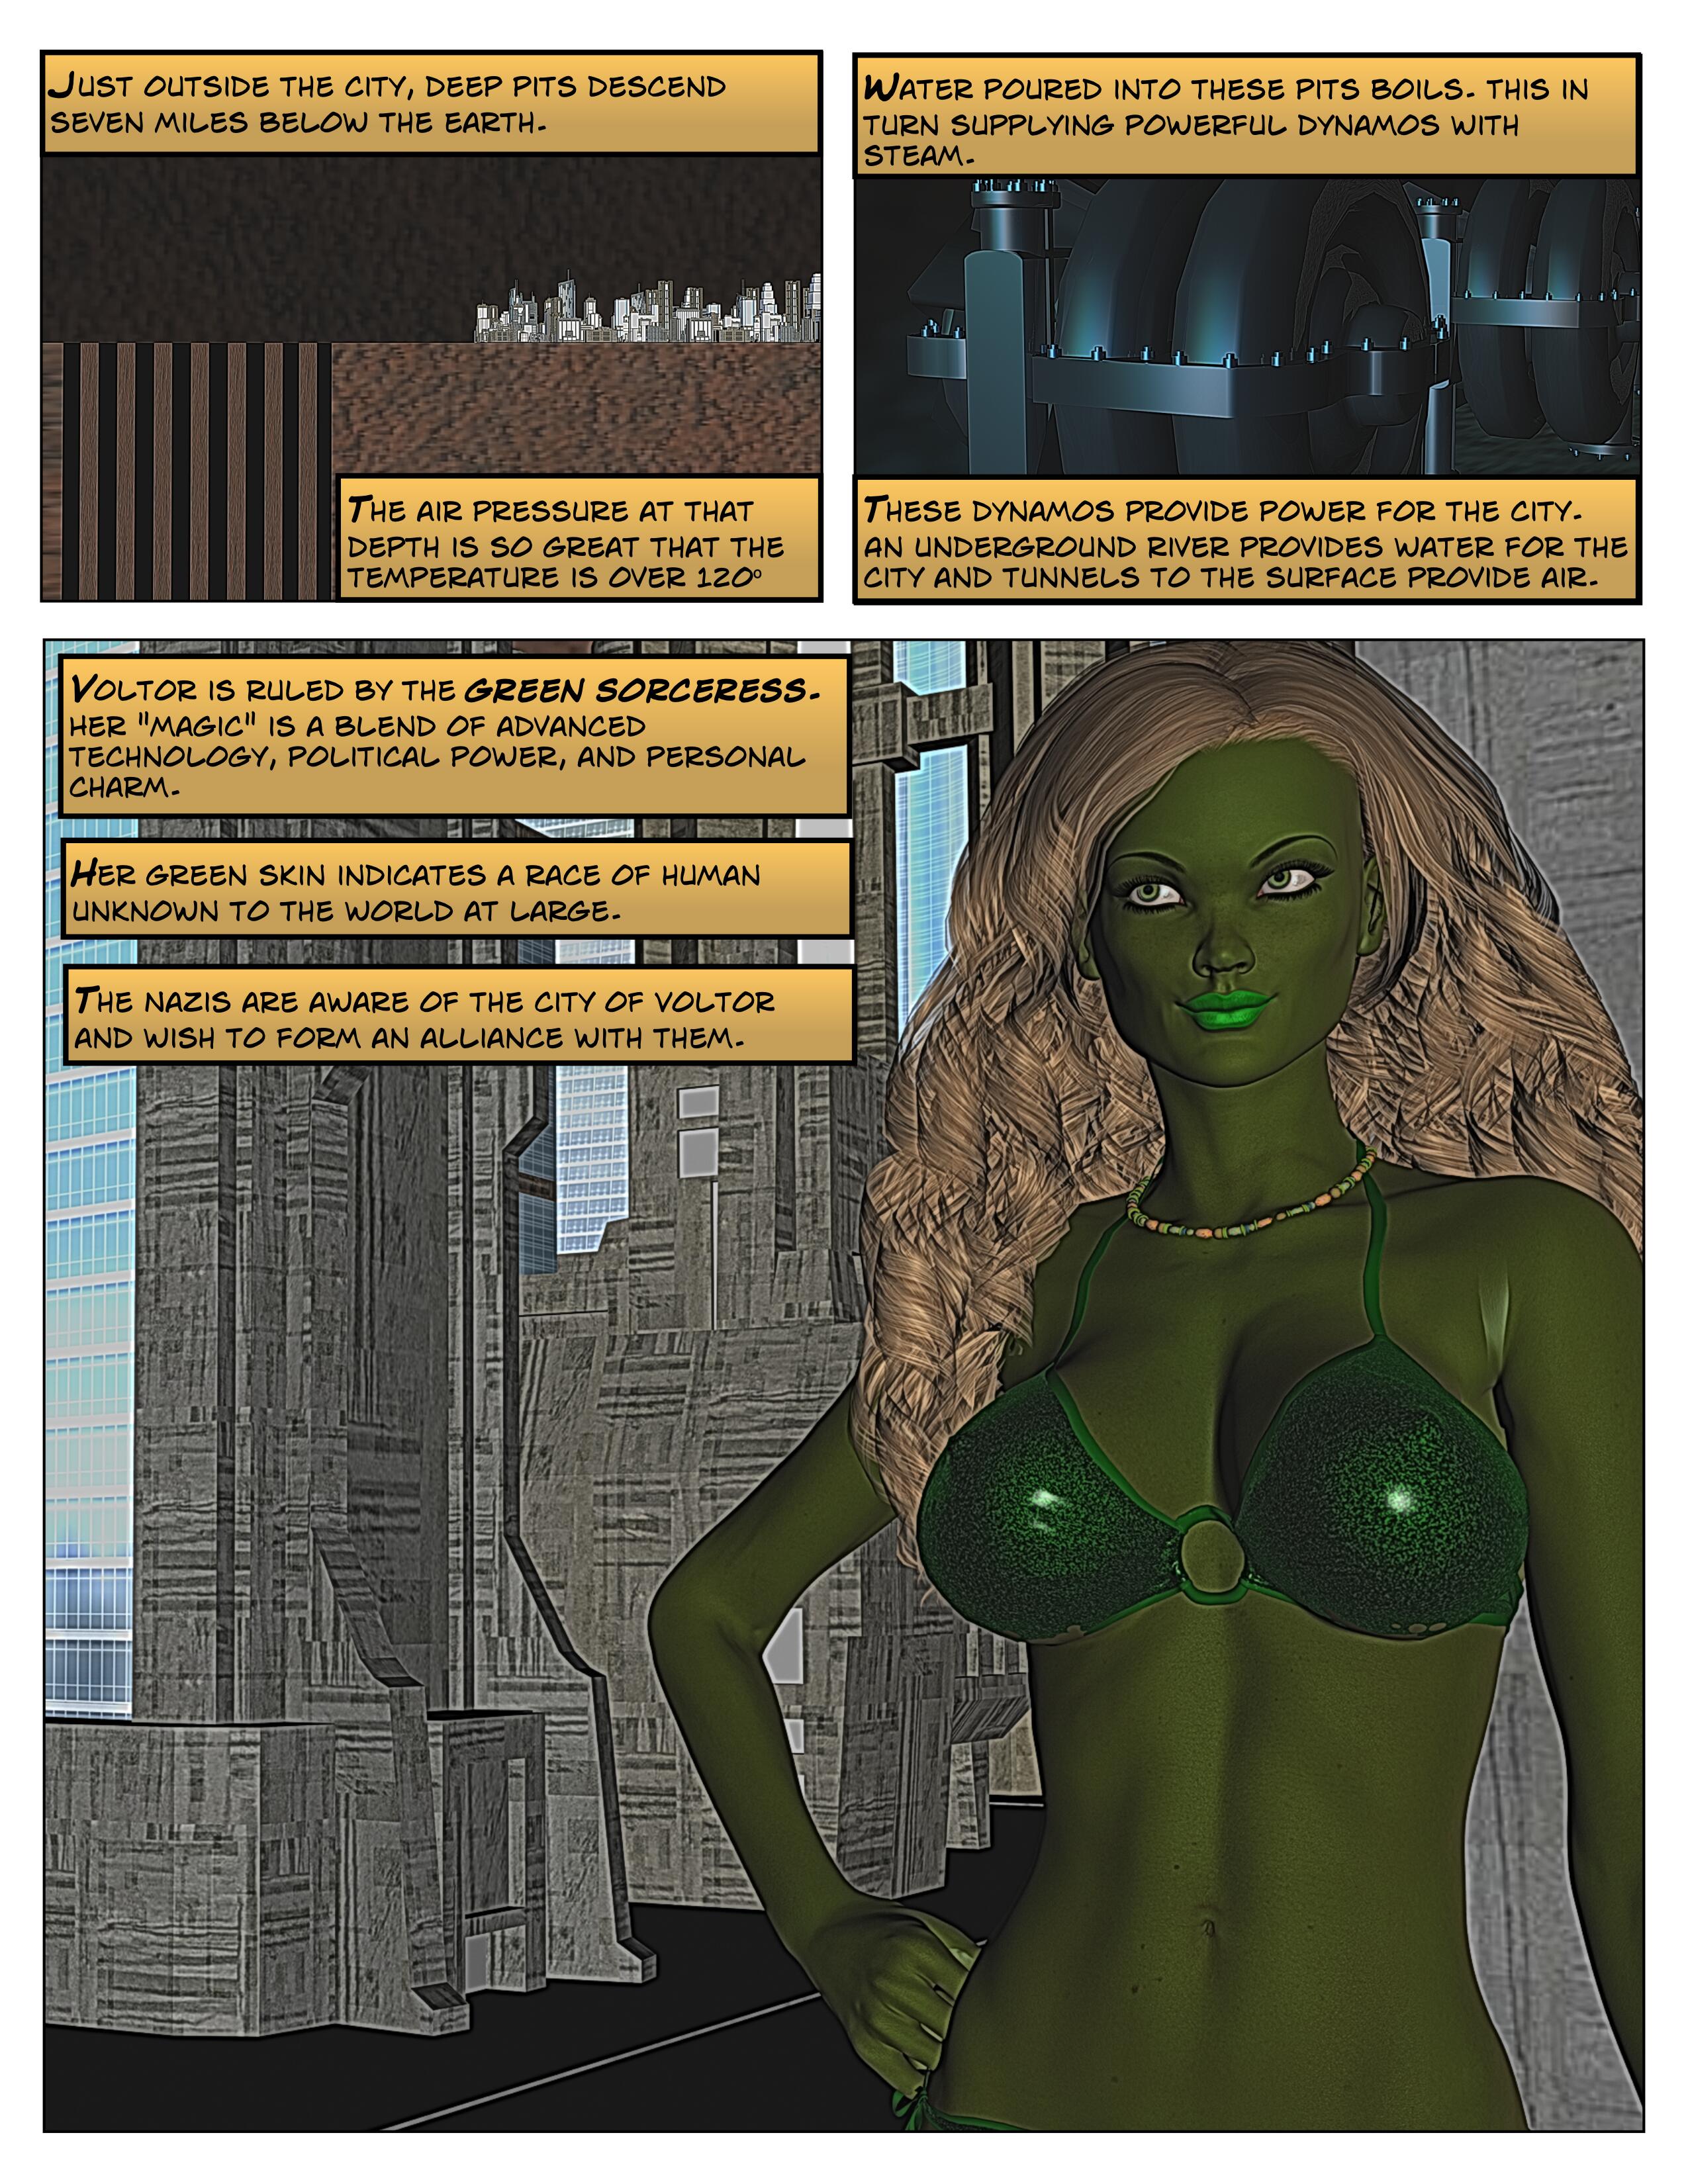 JUST OUTSIDE THE CITY, DEEP PITS DESCEND
SEVEN MILES BELOW THE EARTH.
THE AIR PRESSURE AT THAT
DEPTH IS SO GREAT THAT THE
TEMPERATURE IS OVER 120°
WATER POURED INTO THESE PITS BOILS. THIS IN
TURN SUPPLYING POWERFUL DYNAMOS WITH
STEAM.
THESE DYNAMOS PROVIDE POWER FOR THE CITY.
AN UNDERGROUND RIVER PROVIDES WATER FOR THE
CITY AND TUNNELS TO THE SURFACE PROVIDE AIR.
VOLTOR IS RULED BY THE GREEN SORCERESS.
HER "MAGIC" IS A BLEND OF ADVANCED
TECHNOLOGY, POLITICAL POWER, AND PERSONAL
CHARM.
HER GREEN SKIN INDICATES A RACE OF HUMAN
UNKNOWN TO THE WORLD AT LARGE.
THE NAZIS ARE AWARE OF THE CITY OF VOLTOR
AND WISH TO FORM AN ALLIANCE WITH THEM.